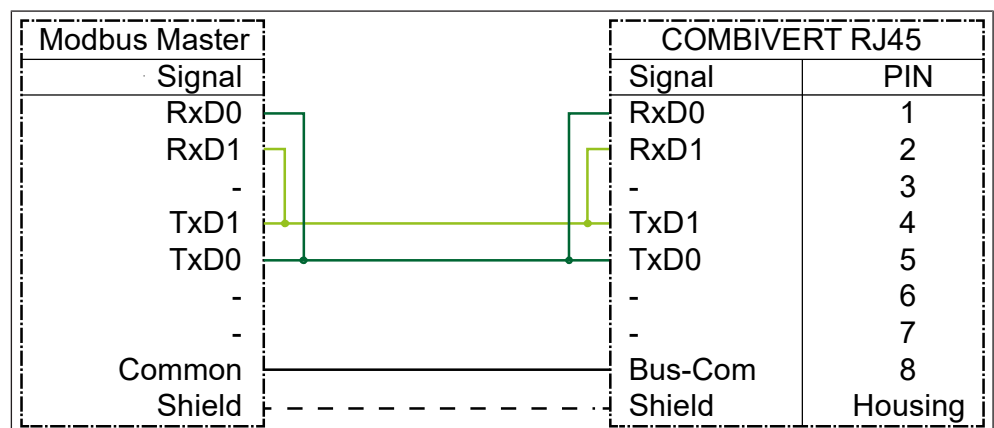 Modbus Master COMBIVERT RJ45
Signal Signal PIN
RxD0 RxD0 1
RxD1 RxD1 2
- - 3
TxD1 TxD1 4
TxD0 TxD0 5
- - 6
- - 7
Common Bus-Com 8
Shield Shield Housing